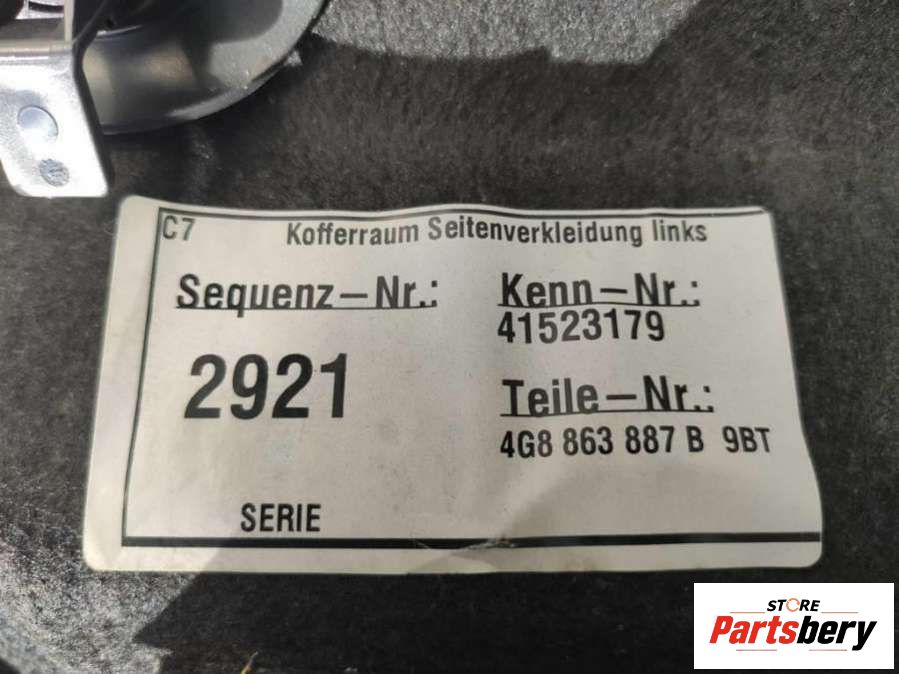 C7 Kofferraum Seitenverkleidung links
Sequenz-Nr.:
2921
Kenn-Nr.:
41523179
Teile-Nr.:
4G8 863 887 B 9BT
SERIE
STORE
Partsbery